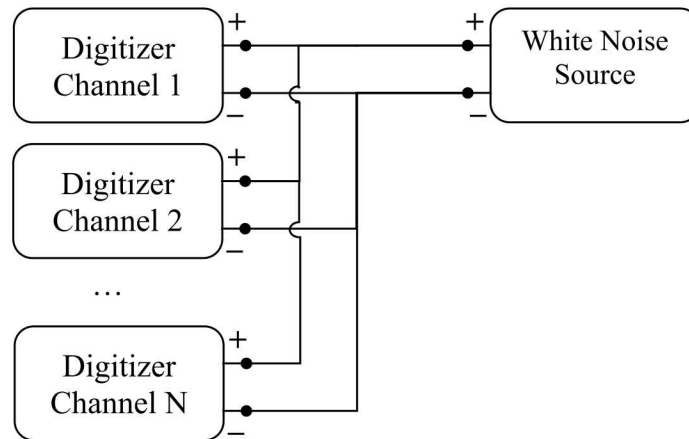 +
Digitizer
Channel 1
−
+
White Noise
Source
−
+
Digitizer
Channel 2
−
...
+
Digitizer
Channel N
−